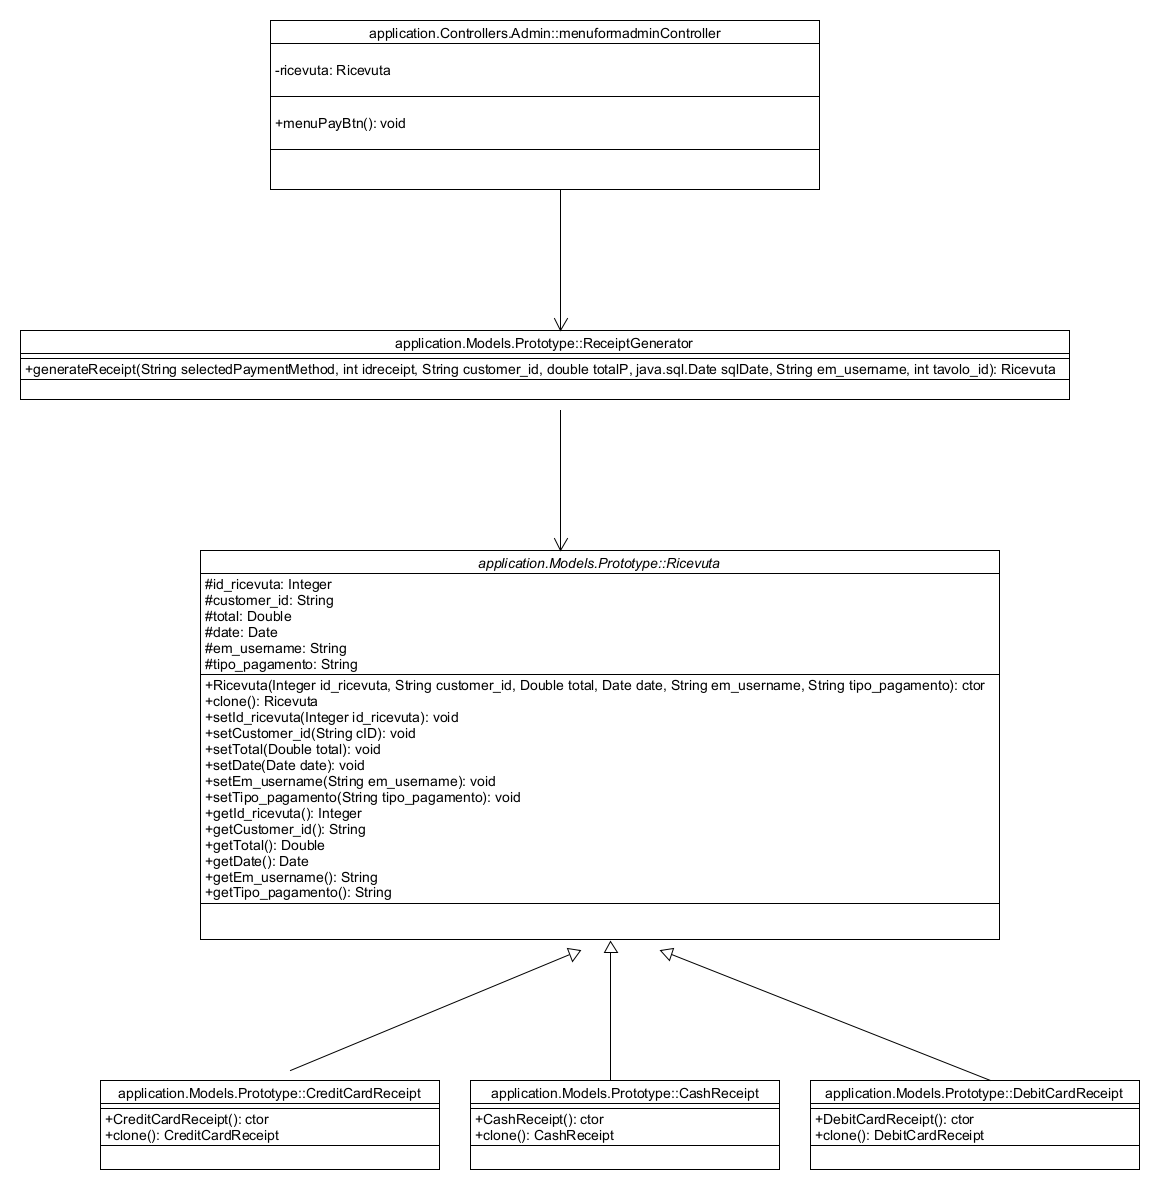 application.Controllers.Admin::menuformadminController
-ricevuta: Ricevuta
+menuPayBtn(): void
application.Models.Prototype::ReceiptGenerator
+generateReceipt(String selectedPaymentMethod, int idreceipt, String customer_id, double totalP, java.sql.Date sqlDate, String em_username, int tavolo_id): Ricevuta
application.Models.Prototype::Ricevuta
#id_ricevuta: Integer
#customer_id: String
#total: Double
#date: Date
#em_username: String
#tipo_pagamento: String
+Ricevuta(Integer id_ricevuta, String customer_id, Double total, Date date, String em_username, String tipo_pagamento): ctor
+clone(): Ricevuta
+setId_ricevuta(Integer id_ricevuta): void
+setCustomer_id(String cID): void
+setTotal(Double total): void
+setDate(Date date): void
+setEm_username(String em_username): void
+setTipo_pagamento(String tipo_pagamento): void
+getId_ricevuta(): Integer
+getCustomer_id(): String
+getTotal(): Double
+getDate(): Date
+getEm_username(): String
+getTipo_pagamento(): String
application.Models.Prototype::CreditCardReceipt
+CreditCardReceipt(): ctor
+clone(): CreditCardReceipt
application.Models.Prototype::CashReceipt
+CashReceipt(): ctor
+clone(): CashReceipt
application.Models.Prototype::DebitCardReceipt
+DebitCardReceipt(): ctor
+clone(): DebitCardReceipt